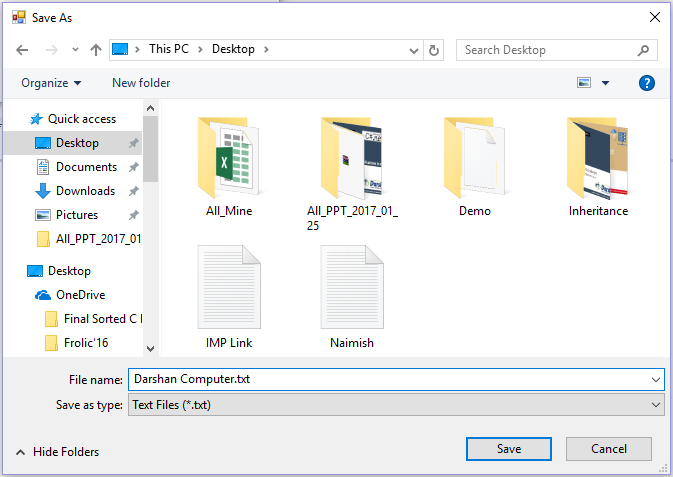 Save As
This PC > Desktop >
Search Desktop
Organize
New folder
Quick access
Desktop
Documents
Downloads
Pictures
All_PPT_2017_01
Desktop
OneDrive
Final Sorted C
Frolic'16
All_Mine
All_PPT_2017_01_
25
Demo
Inheritance
IMP Link
Naimish
File name: Darshan Computer.txt
Save as type: Text Files (*.txt)
Hide Folders
Save
Cancel